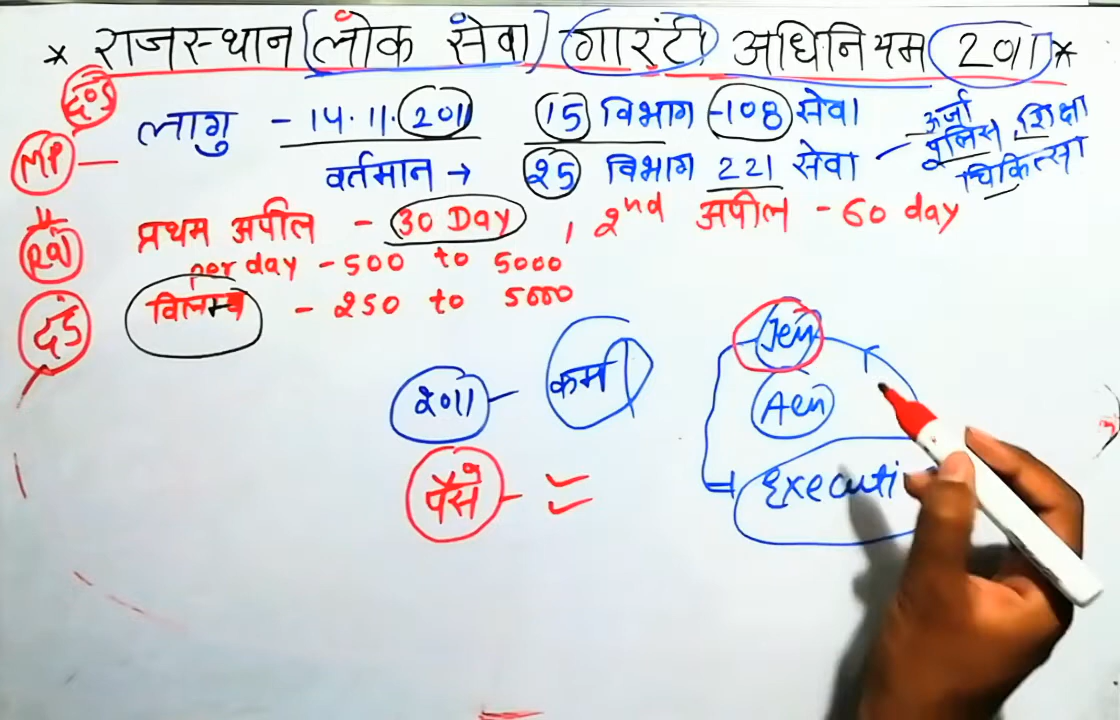 * राजस्थान (लोक सेवा) गारंटी अधिनियम 2011 *
दण्ड
लागु - 14.11.2011 15 विभाग - 108 सेवा
ऊर्जा
पुलिस, शिक्षा
चिकित्सा
MP -
वर्तमान → 25 विभाग 221 सेवा
प्रथम अपील - 30 Day, 2nd अपील - 60 day
per day - 500 to 5000
विलम्ब - 250 to 5000
दंड
Jen
2011 - कर्म
Aen
पैसे -
Executi